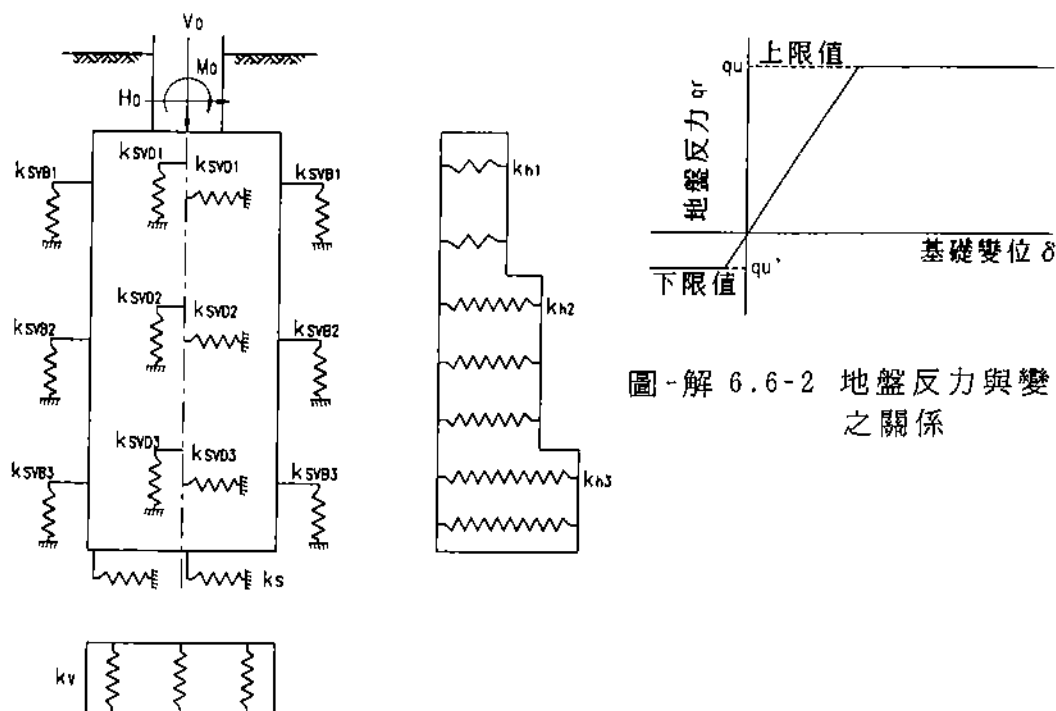 V0
M0
H0
kSVB1
kSVD1
kSVD1
kSVB1
kSVB2
kSVD2
kSVD2
kSVB2
kSVB3
kSVD3
kSVD3
kSVB3
ks
kv
kh1
kh2
kh3
qu
上限值
地盤反力 qr
基礎變位 δ
下限值
qu'
圖-解 6.6-2 地盤反力與變
之關係